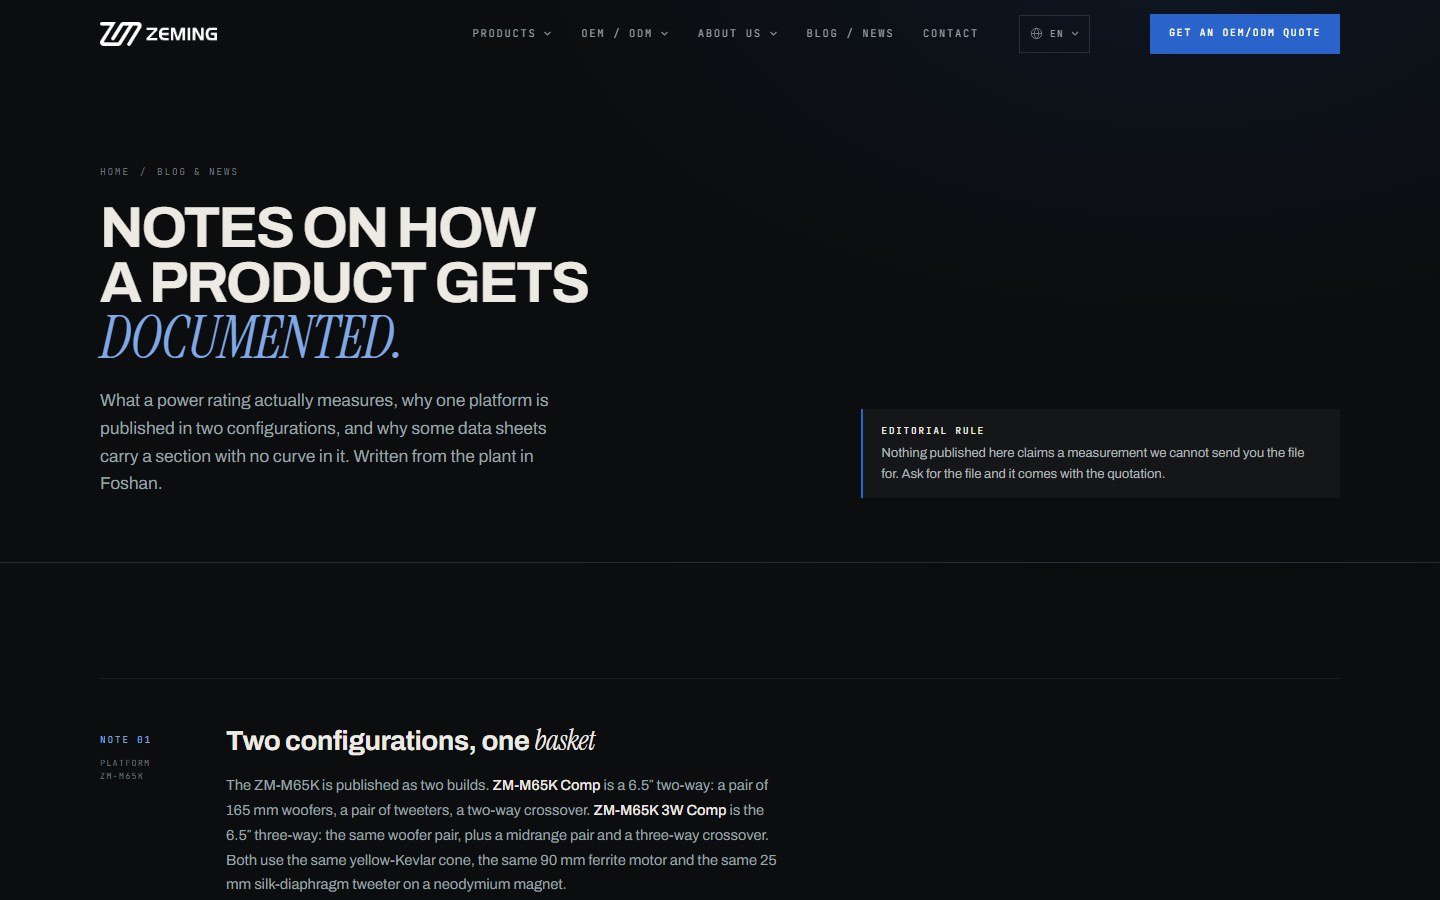 ZEMING
PRODUCTS
OEM / ODM
ABOUT US
BLOG / NEWS
CONTACT
EN
GET AN OEM/ODM QUOTE
HOME / BLOG & NEWS
NOTES ON HOW
A PRODUCT GETS
DOCUMENTED.
What a power rating actually measures, why one platform is
published in two configurations, and why some data sheets
carry a section with no curve in it. Written from the plant in
Foshan.
EDITORIAL RULE
Nothing published here claims a measurement we cannot send you the file
for. Ask for the file and it comes with the quotation.
NOTE 01
PLATFORM
ZM-M65K
Two configurations, one basket
The ZM-M65K is published as two builds. ZM-M65K Comp is a 6.5″ two-way: a pair of
165 mm woofers, a pair of tweeters, a two-way crossover. ZM-M65K 3W Comp is the
6.5″ three-way: the same woofer pair, plus a midrange pair and a three-way crossover.
Both use the same yellow-Kevlar cone, the same 90 mm ferrite motor and the same 25
mm silk-diaphragm tweeter on a neodymium magnet.